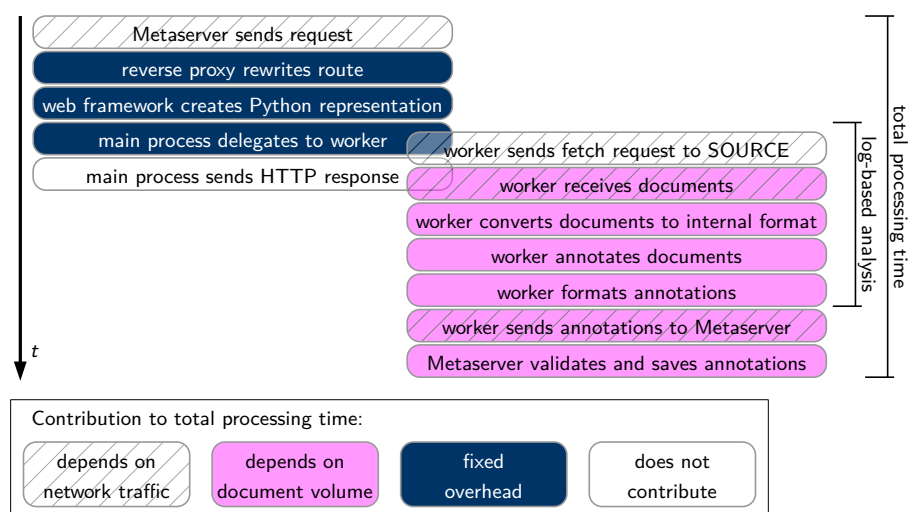 Metaserver sends request
reverse proxy rewrites route
web framework creates Python representation
main process delegates to worker
worker sends fetch request to SOURCE
main process sends HTTP response
worker receives documents
worker converts documents to internal format
worker annotates documents
worker formats annotations
worker sends annotations to Metaserver
Metaserver validates and saves annotations
log-based analysis
total processing time
t
Contribution to total processing time:
depends on
network traffic
depends on
document volume
fixed
overhead
does not
contribute